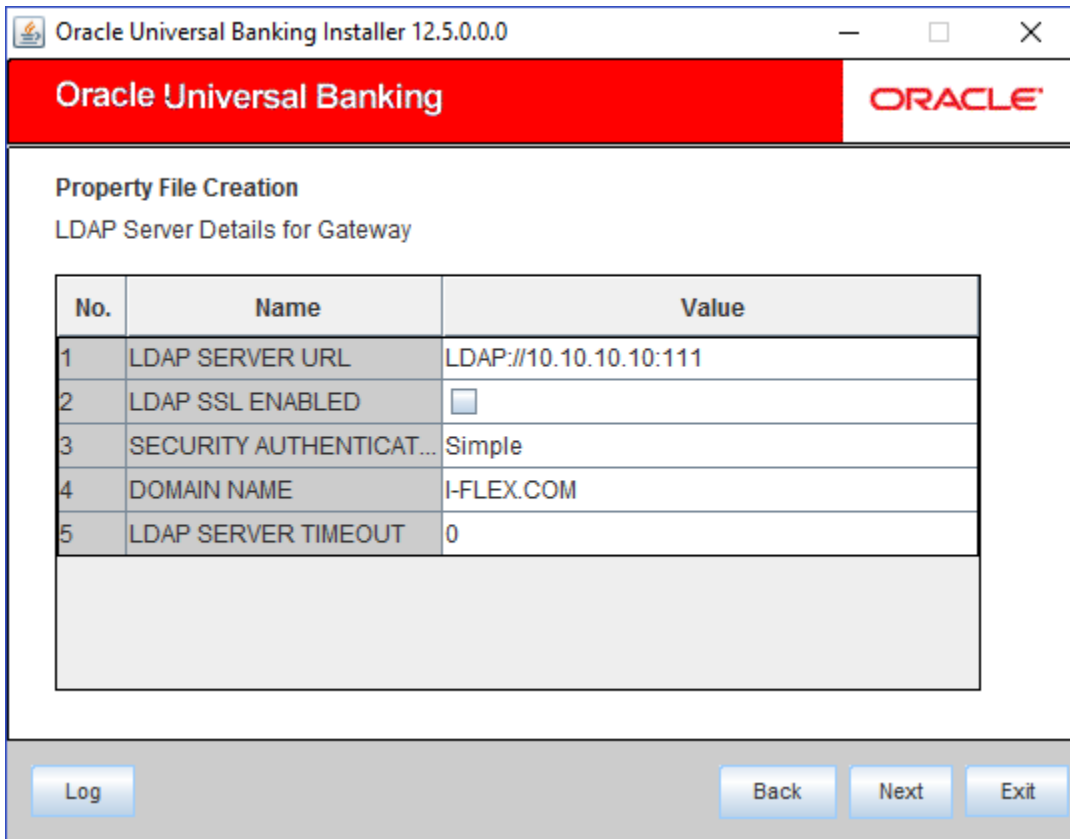 Oracle Universal Banking Installer 12.5.0.0.0
Oracle Universal Banking
ORACLE
Property File Creation
LDAP Server Details for Gateway
No. Name Value
1 LDAP SERVER URL LDAP://10.10.10.10:111
2 LDAP SSL ENABLED
3 SECURITY AUTHENTICAT... Simple
4 DOMAIN NAME I-FLEX.COM
5 LDAP SERVER TIMEOUT 0
Log Back Next Exit